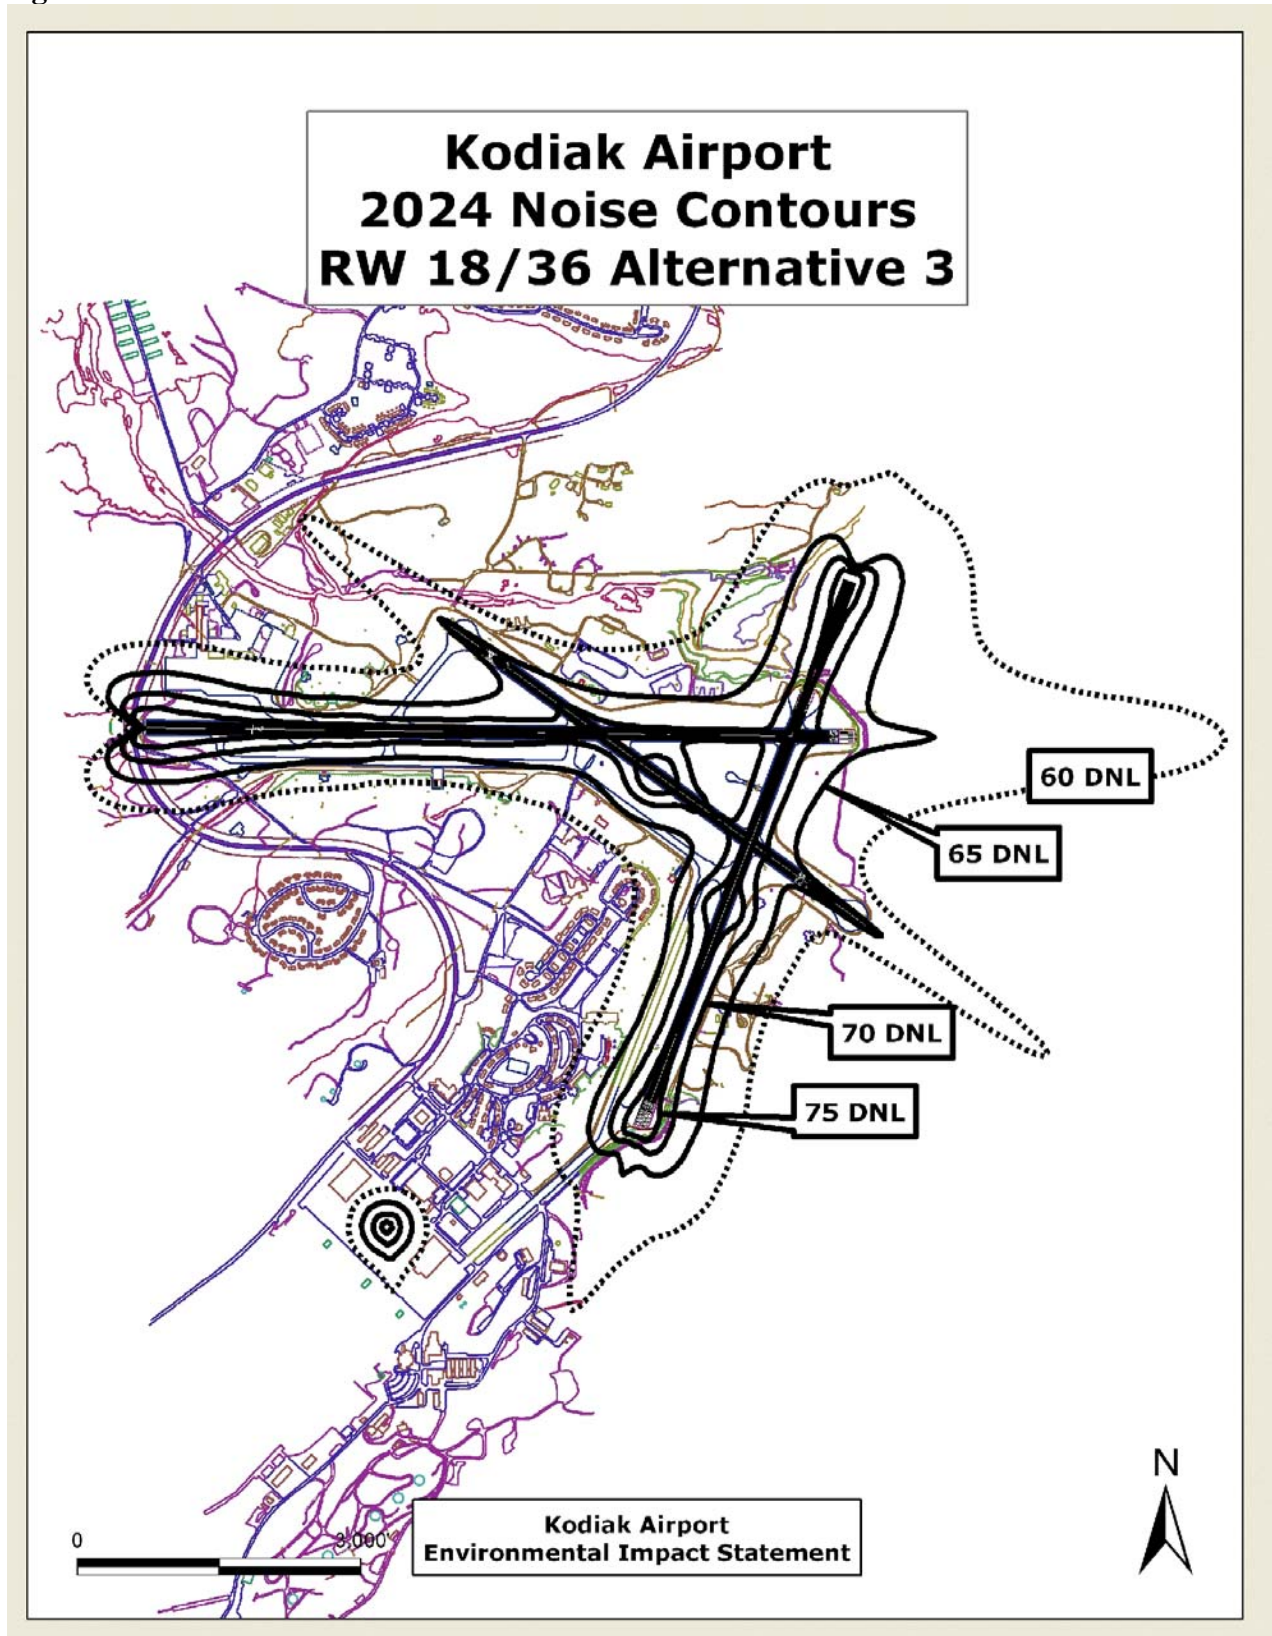 Kodiak Airport
2024 Noise Contours
RW 18/36 Alternative 3
60 DNL
65 DNL
70 DNL
75 DNL
N
0 3,000'
Kodiak Airport
Environmental Impact Statement